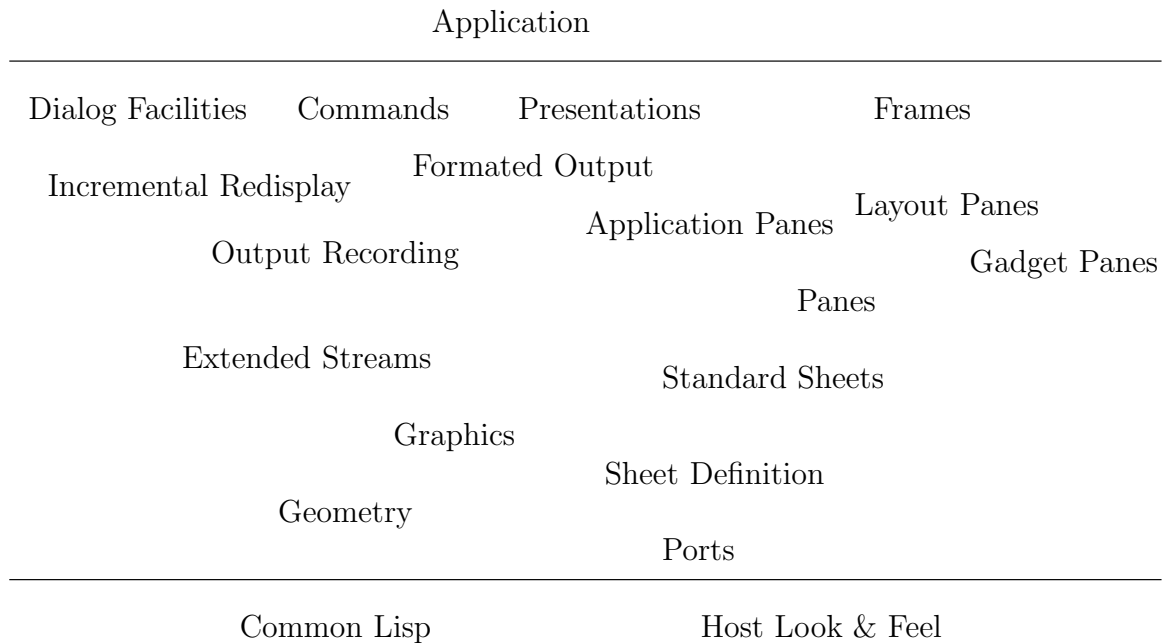 Application
Dialog Facilities Commands Presentations Frames
Formated Output
Incremental Redisplay
Layout Panes
Application Panes
Output Recording
Gadget Panes
Panes
Extended Streams
Standard Sheets
Graphics
Sheet Definition
Geometry
Ports
Common Lisp Host Look & Feel